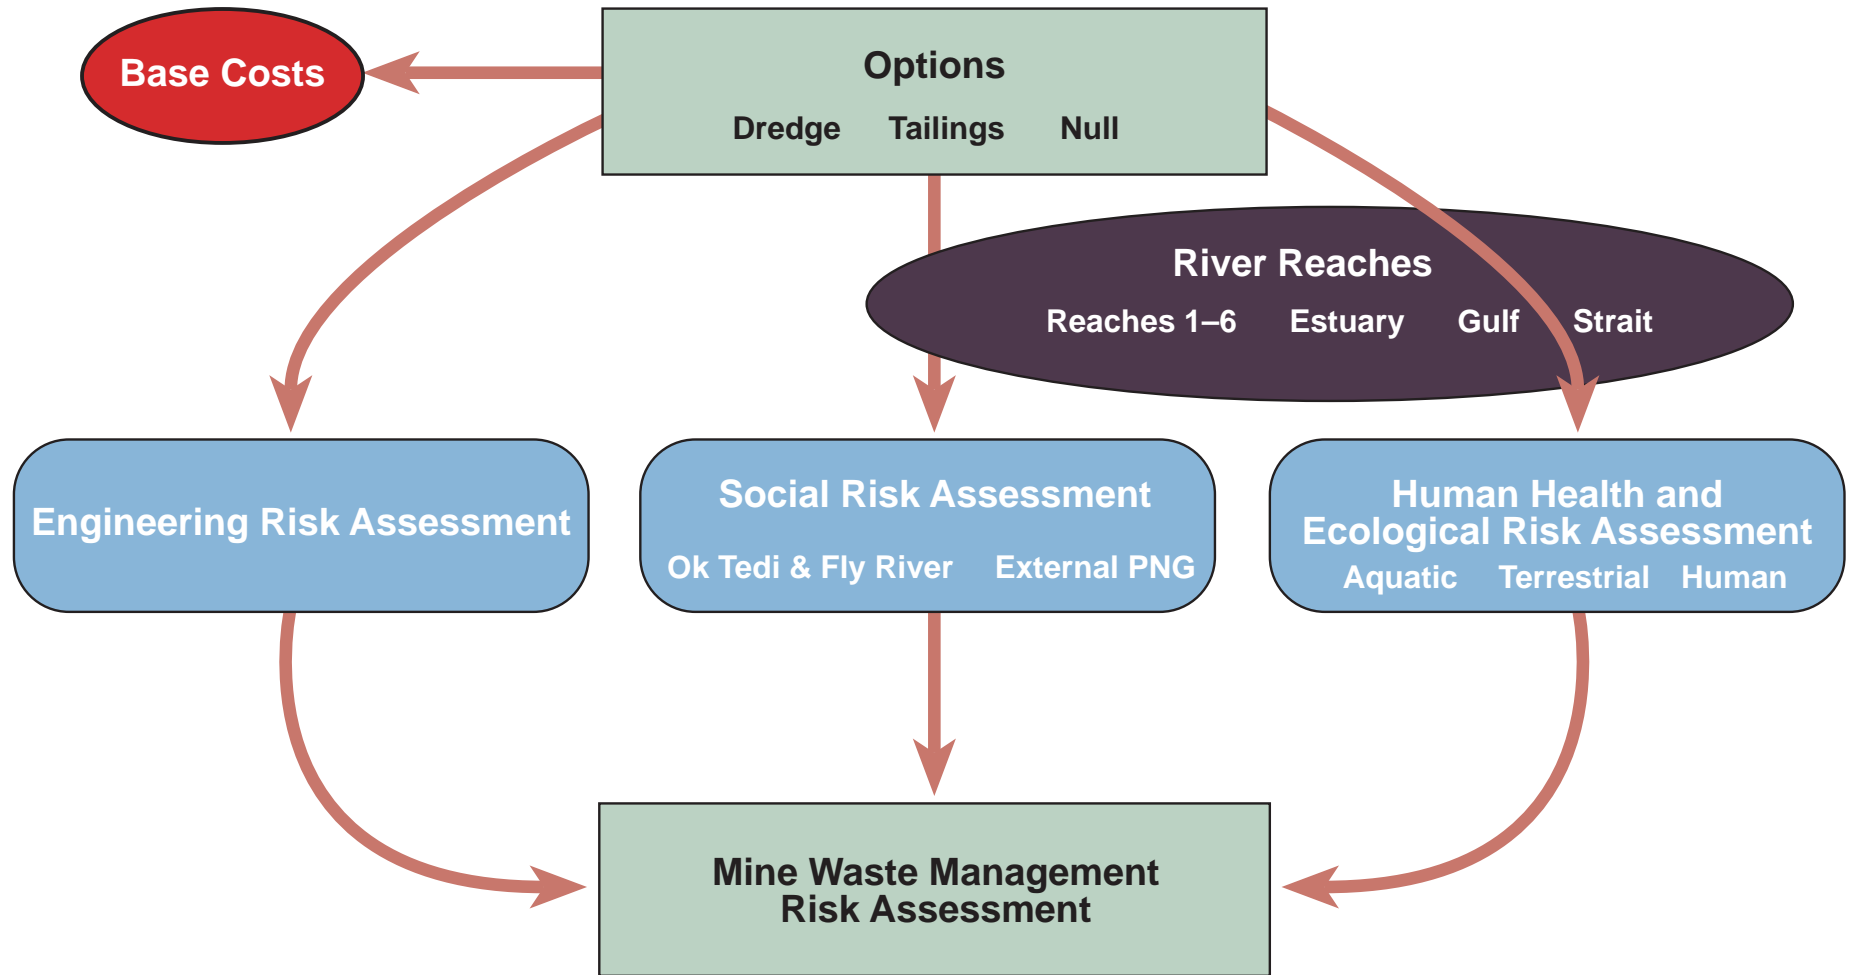 Base Costs
Options
Dredge Tailings Null
River Reaches
Reaches 1–6 Estuary Gulf Strait
Engineering Risk Assessment
Social Risk Assessment
Ok Tedi & Fly River External PNG
Human Health and
Ecological Risk Assessment
Aquatic Terrestrial Human
Mine Waste Management
Risk Assessment